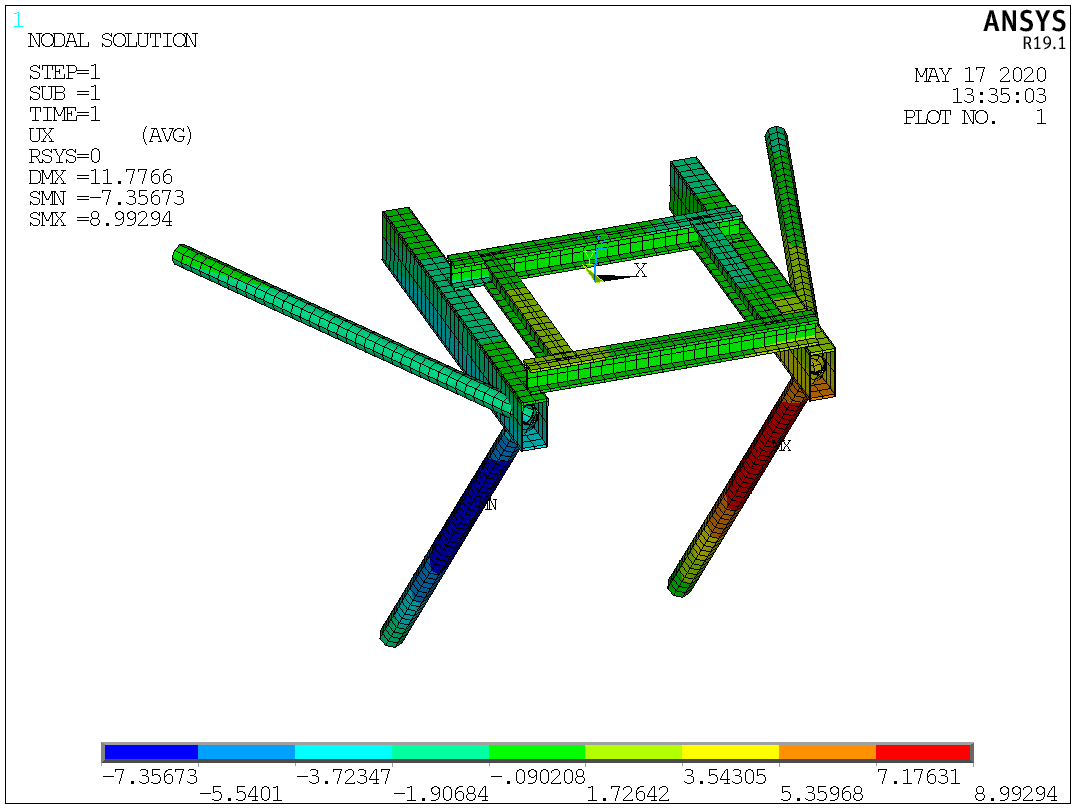 1
NODAL SOLUTION
STEP=1
SUB =1
TIME=1
UX (AVG)
RSYS=0
DMX =11.7766
SMN =-7.35673
SMX =8.99294
ANSYS
R19.1
MAY 17 2020
13:35:03
PLOT NO. 1
Y
X
MX
MN
-7.35673 -3.72347 -.090208 3.54305 7.17631
-5.5401 -1.90684 1.72642 5.35968 8.99294